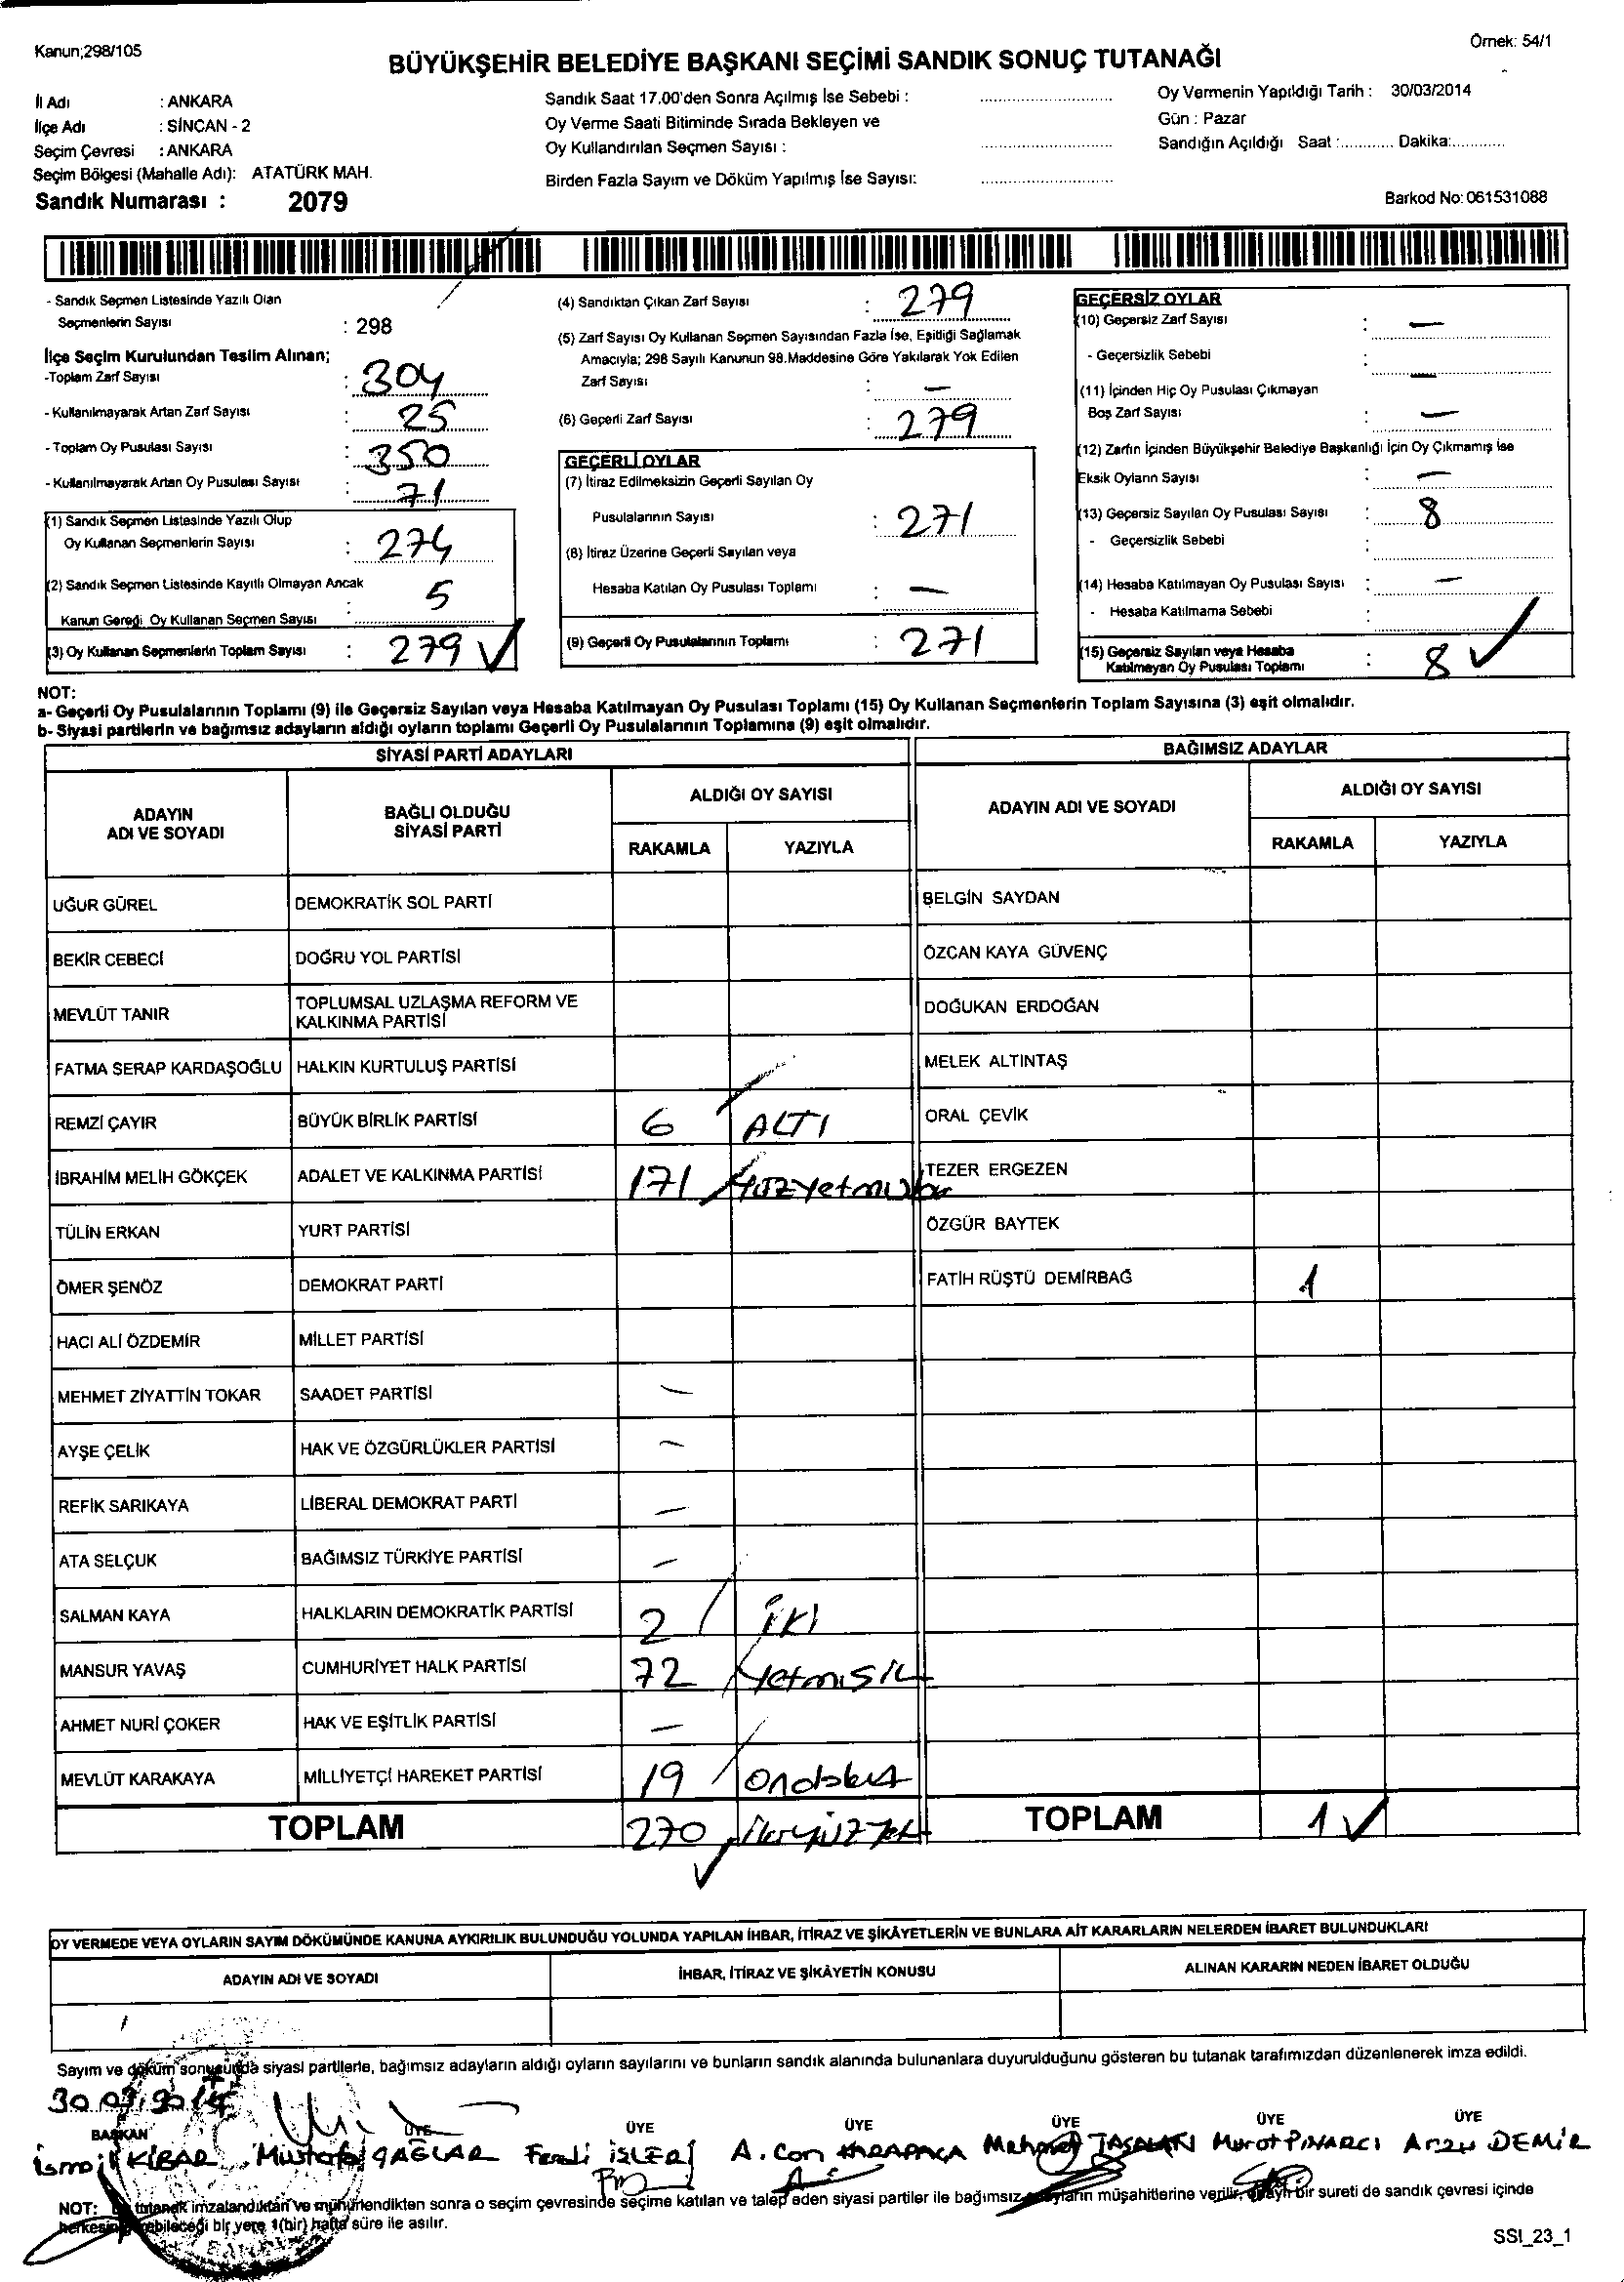 Kanun;298/105
Örnek: 54/1
BÜYÜKŞEHİR BELEDİYE BAŞKANI SEÇİMİ SANDIK SONUÇ TUTANAĞI
İl Adı : ANKARA
İlçe Adı : SİNCAN - 2
Seçim Çevresi : ANKARA
Seçim Bölgesi (Mahalle Adı): ATATÜRK MAH.
Sandık Numarası : 2079
Sandık Saat 17.00'den Sonra Açılmış İse Sebebi :
Oy Verme Saati Bitiminde Sırada Bekleyen ve
Oy Kullandırılan Seçmen Sayısı :
Birden Fazla Sayım ve Döküm Yapılmış İse Sayısı:
Oy Vermenin Yapıldığı Tarih : 30/03/2014
Gün : Pazar
Sandığın Açıldığı Saat :............ Dakika:............
Barkod No: 061531088
- Sandık Seçmen Listesinde Yazılı Olan
Seçmenlerin Sayısı : 298
İlçe Seçim Kurulundan Teslim Alınan;
-Toplam Zarf Sayısı : 304
- Kullanılmayarak Artan Zarf Sayısı : 25
- Toplam Oy Pusulası Sayısı : 350
- Kullanılmayarak Artan Oy Pusulası Sayısı : 71
(1) Sandık Seçmen Listesinde Yazılı Olup
Oy Kullanan Seçmenlerin Sayısı : 274
(2) Sandık Seçmen Listesinde Kayıtlı Olmayan Ancak
Kanun Gereği Oy Kullanan Seçmen Sayısı : 5
(3) Oy Kullanan Seçmenlerin Toplam Sayısı : 279 ✓
(4) Sandıktan Çıkan Zarf Sayısı : 279
(5) Zarf Sayısı Oy Kullanan Seçmen Sayısından Fazla İse, Eşitliği Sağlamak
Amacıyla; 298 Sayılı Kanunun 98.Maddesine Göre Yakılarak Yok Edilen
Zarf Sayısı : —
(6) Geçerli Zarf Sayısı : 279
GEÇERLİ OYLAR
(7) İtiraz Edilmeksizin Geçerli Sayılan Oy
Pusulalarının Sayısı : 271
(8) İtiraz Üzerine Geçerli Sayılan veya
Hesaba Katılan Oy Pusulası Toplamı : —
(9) Geçerli Oy Pusulalarının Toplamı : 271
GEÇERSİZ OYLAR
(10) Geçersiz Zarf Sayısı : —
- Geçersizlik Sebebi : —
(11) İçinden Hiç Oy Pusulası Çıkmayan
Boş Zarf Sayısı : —
(12) Zarfın İçinden Büyükşehir Belediye Başkanlığı İçin Oy Çıkmamış İse
Eksik Oyların Sayısı : —
(13) Geçersiz Sayılan Oy Pusulası Sayısı : 8
- Geçersizlik Sebebi :
(14) Hesaba Katılmayan Oy Pusulası Sayısı : —
- Hesaba Katılmama Sebebi :
(15) Geçersiz Sayılan veya Hesaba
Katılmayan Oy Pusulası Toplamı : 8 ✓
NOT:
a- Geçerli Oy Pusulalarının Toplamı (9) ile Geçersiz Sayılan veya Hesaba Katılmayan Oy Pusulası Toplamı (15) Oy Kullanan Seçmenlerin Toplam Sayısına (3) eşit olmalıdır.
b- Siyasi partilerin ve bağımsız adayların aldığı oyların toplamı Geçerli Oy Pusulalarının Toplamına (9) eşit olmalıdır.
SİYASİ PARTİ ADAYLARI
ADAYIN
ADI VE SOYADI
BAĞLI OLDUĞU
SİYASİ PARTİ
ALDIĞI OY SAYISI
RAKAMLA YAZIYLA
UĞUR GÜREL DEMOKRATİK SOL PARTİ
BEKİR CEBECİ DOĞRU YOL PARTİSİ
MEVLÜT TANIR TOPLUMSAL UZLAŞMA REFORM VE
KALKINMA PARTİSİ
FATMA SERAP KARDAŞOĞLU HALKIN KURTULUŞ PARTİSİ
REMZİ ÇAYIR BÜYÜK BİRLİK PARTİSİ 6 ALTI
İBRAHİM MELİH GÖKÇEK ADALET VE KALKINMA PARTİSİ 171 Yüzyetmişbir
TÜLİN ERKAN YURT PARTİSİ
ÖMER ŞENÖZ DEMOKRAT PARTİ
HACI ALİ ÖZDEMİR MİLLET PARTİSİ
MEHMET ZİYATTİN TOKAR SAADET PARTİSİ —
AYŞE ÇELİK HAK VE ÖZGÜRLÜKLER PARTİSİ —
REFİK SARIKAYA LİBERAL DEMOKRAT PARTİ —
ATA SELÇUK BAĞIMSIZ TÜRKİYE PARTİSİ —
SALMAN KAYA HALKLARIN DEMOKRATİK PARTİSİ 2 İKİ
MANSUR YAVAŞ CUMHURİYET HALK PARTİSİ 72
AHMET NURİ ÇOKER HAK VE EŞİTLİK PARTİSİ —
MEVLÜT KARAKAYA MİLLİYETÇİ HAREKET PARTİSİ 19
TOPLAM 270 ✓
BAĞIMSIZ ADAYLAR
ADAYIN ADI VE SOYADI
ALDIĞI OY SAYISI
RAKAMLA YAZIYLA
BELGİN SAYDAN
ÖZCAN KAYA GÜVENÇ
DOĞUKAN ERDOĞAN
MELEK ALTINTAŞ
ORAL ÇEVİK
TEZER ERGEZEN
ÖZGÜR BAYTEK
FATİH RÜŞTÜ DEMİRBAĞ 1
TOPLAM 1 ✓
OY VERMEDE VEYA OYLARIN SAYIM DÖKÜMÜNDE KANUNA AYKIRILIK BULUNDUĞU YOLUNDA YAPILAN İHBAR, İTİRAZ VE ŞİKÂYETLERİN VE BUNLARA AİT KARARLARIN NELERDEN İBARET BULUNDUKLARI
ADAYIN ADI VE SOYADI İHBAR, İTİRAZ VE ŞİKÂYETİN KONUSU ALINAN KARARIN NEDEN İBARET OLDUĞU
Sayım ve döküm sonucunda siyasi partilerle, bağımsız adayların aldığı oyların sayılarını ve bunların sandık alanında bulunanlara duyurulduğunu gösteren bu tutanak tarafımızdan düzenlenerek imza edildi.
30.03.2014
BAŞKAN ÜYE ÜYE ÜYE ÜYE ÜYE ÜYE
İsmail KİBAR Mustafa ÇAĞLAR İŞLERİ A. Can Mehmet Murat PINARCI Arzu DEMİR
NOT: Bu tutanak imzalandıktan ve mühürlendikten sonra o seçim çevresinde seçime katılan ve talep eden siyasi partiler ile bağımsız adayların müşahitlerine verilir, onaylı bir sureti de sandık çevresi içinde
herkesin görebileceği bir yere 1(bir) hafta süre ile asılır.
SSI_23_1